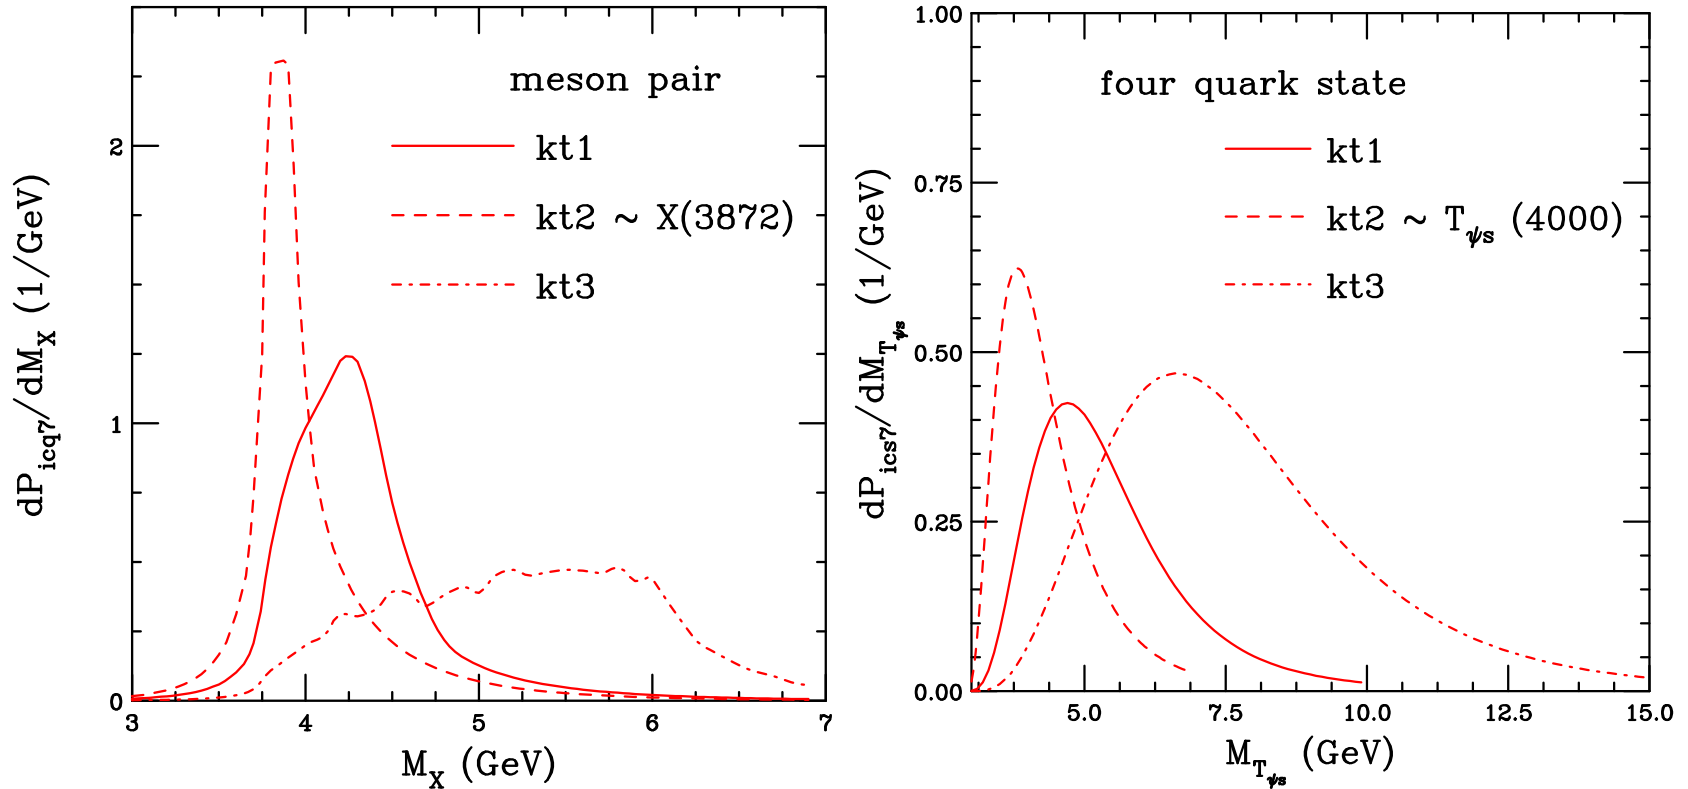 meson pair
kt1
kt2 ~ X(3872)
kt3
2
1
0
3 4 5 6 7
M_X (GeV)
dP_icq7/dM_X (1/GeV)
four quark state
kt1
kt2 ~ T_ψs (4000)
kt3
1.00
0.75
0.50
0.25
0.00
5.0 7.5 10.0 12.5 15.0
M_T_ψs (GeV)
dP_ics7/dM_T_ψs (1/GeV)